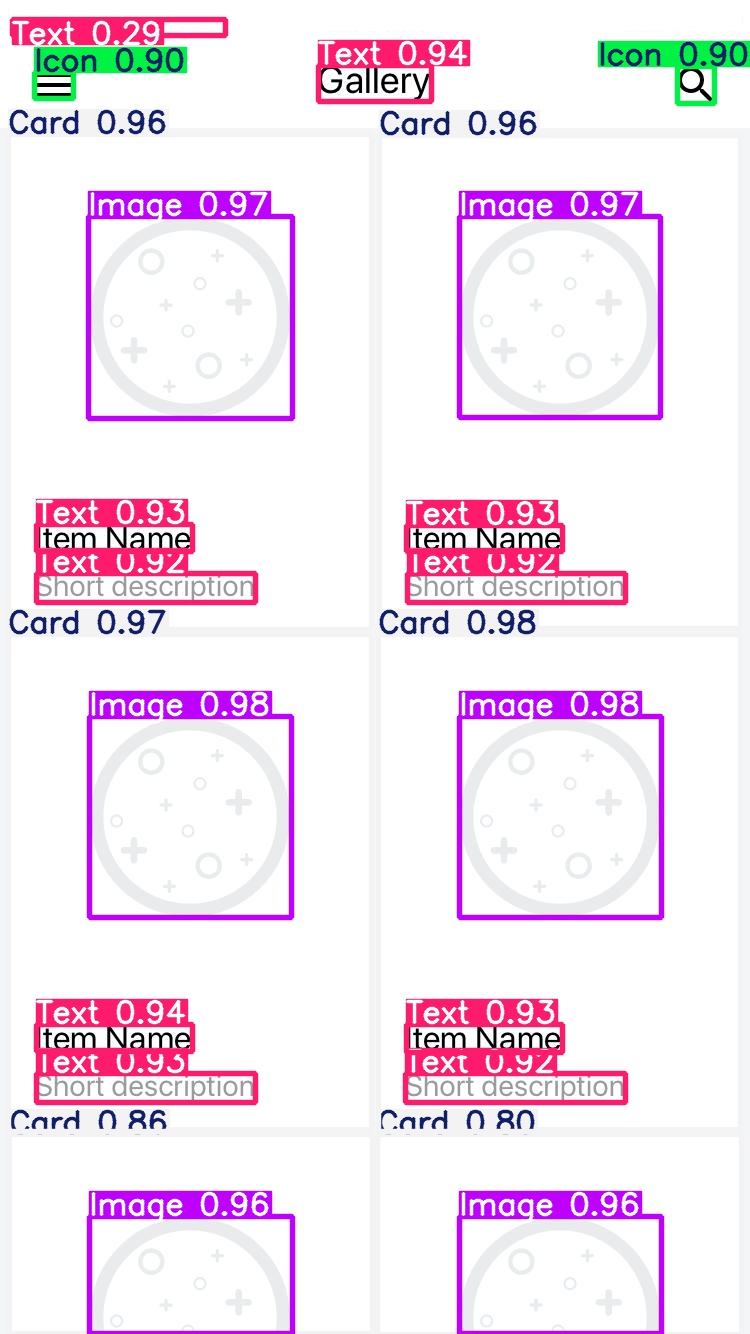 Text 0.29
Icon 0.90
Text 0.94
Icon 0.90
Gallery
Card 0.96
Card 0.96
Image 0.97
Image 0.97
Text 0.93
Text 0.93
Item Name
Item Name
Text 0.92
Text 0.92
Short description
Short description
Card 0.97
Card 0.98
Image 0.98
Image 0.98
Text 0.94
Text 0.93
Item Name
Item Name
Text 0.93
Text 0.92
Short description
Short description
Card 0.86
Card 0.80
Image 0.96
Image 0.96